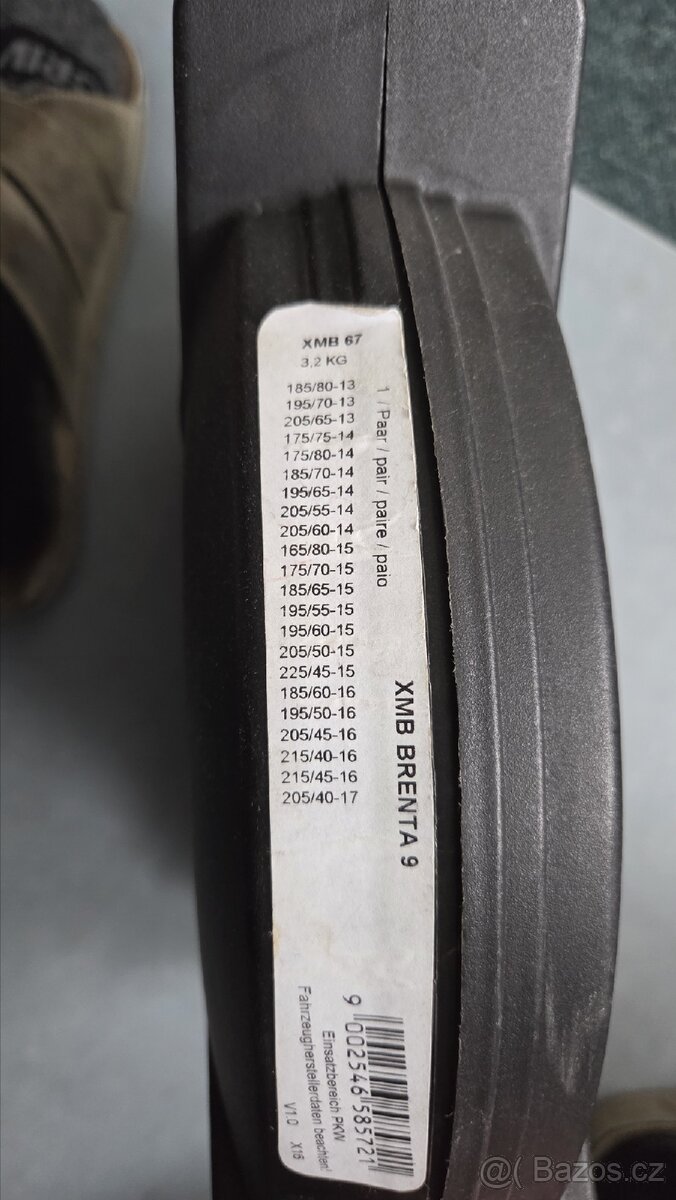 XMB 67
3,2 KG
185/80-13
195/70-13
205/65-13
175/75-14
175/80-14
185/70-14
195/65-14
205/55-14
205/60-14
165/80-15
175/70-15
185/65-15
195/55-15
195/60-15
205/50-15
225/45-15
185/60-16
195/50-16
205/45-16
215/40-16
215/45-16
205/40-17
1 / Paar / pair / paire / paio
XMB BRENTA 9
9 002546 585721
Einsatzbereich PKW
Fahrzeugherstellerdaten beachten!
V1.0 X16
@( Bazoš.cz